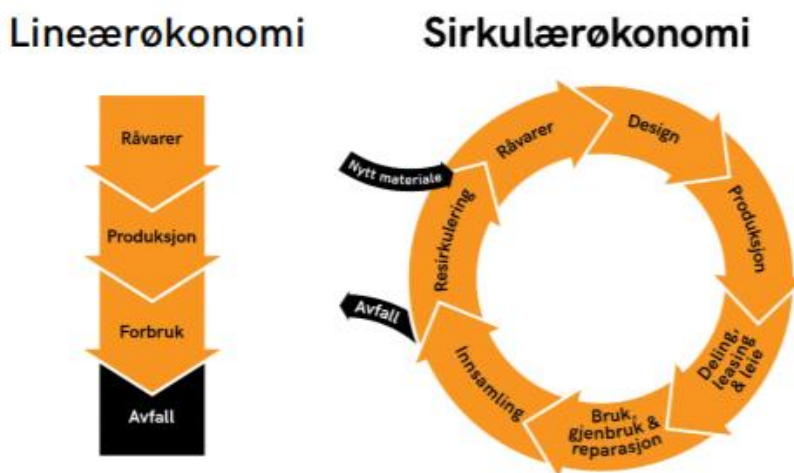 Lineærøkonomi
Råvarer
Produksjon
Forbruk
Avfall
Sirkulærøkonomi
Nytt materiale
Råvarer
Design
Produksjon
Deling,
leasing
& leie
Bruk,
gjenbruk &
reparasjon
Innsamling
Avfall
Resirkulering